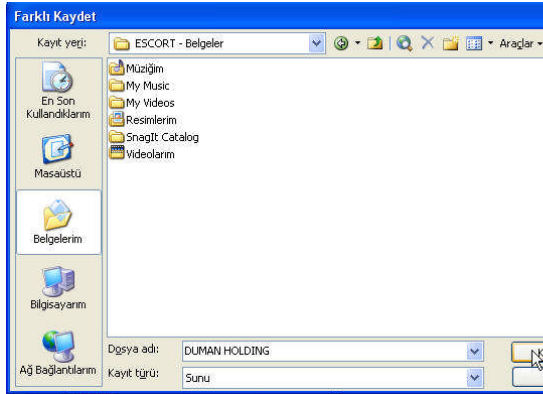 Farklı Kaydet
Kayıt yeri:
ESCORT - Belgeler
Araçlar
En Son
Kullandıklarım
Masaüstü
Belgelerim
Bilgisayarım
Ağ Bağlantılarım
Müziğim
My Music
My Videos
Resimlerim
SnagIt Catalog
Videolarım
Dosya adı:
DUMAN HOLDING
Kayıt türü:
Sunu